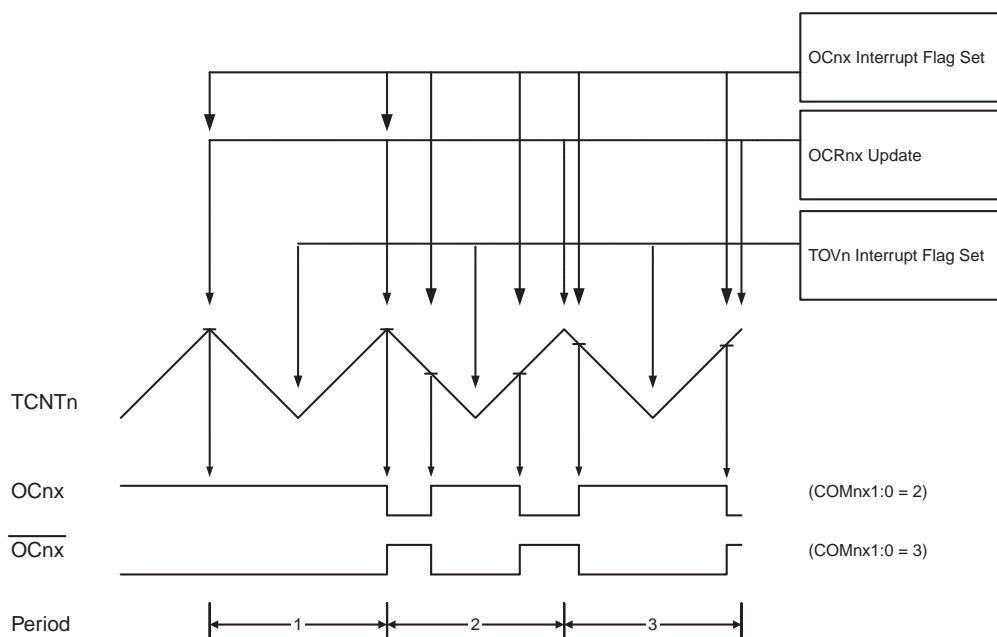 OCnx Interrupt Flag Set
OCRnx Update
TOVn Interrupt Flag Set
TCNTn
OCnx
(COMnx1:0 = 2)
OCnx
(COMnx1:0 = 3)
Period
1
2
3